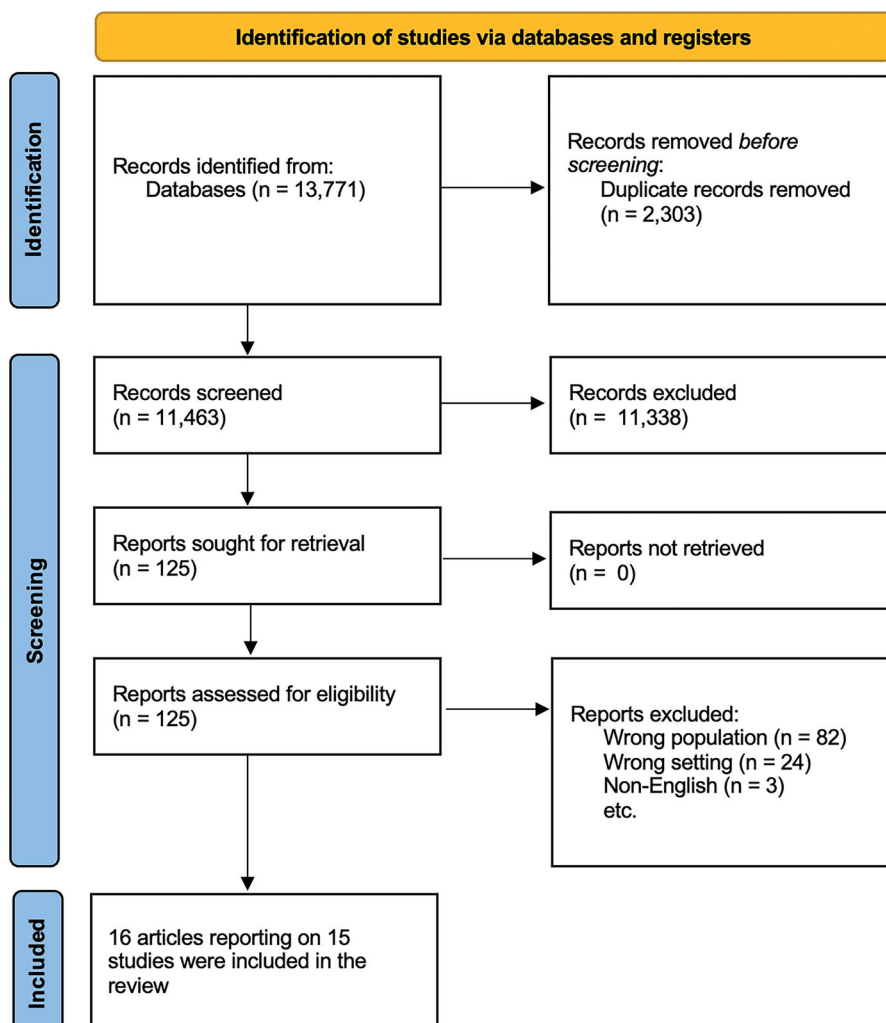 Identification of studies via databases and registers
Identification
Records identified from:
Databases (n = 13,771)
Records removed before
screening:
Duplicate records removed
(n = 2,303)
Screening
Records screened
(n = 11,463)
Records excluded
(n = 11,338)
Reports sought for retrieval
(n = 125)
Reports not retrieved
(n = 0)
Reports assessed for eligibility
(n = 125)
Reports excluded:
Wrong population (n = 82)
Wrong setting (n = 24)
Non-English (n = 3)
etc.
Included
16 articles reporting on 15
studies were included in the
review